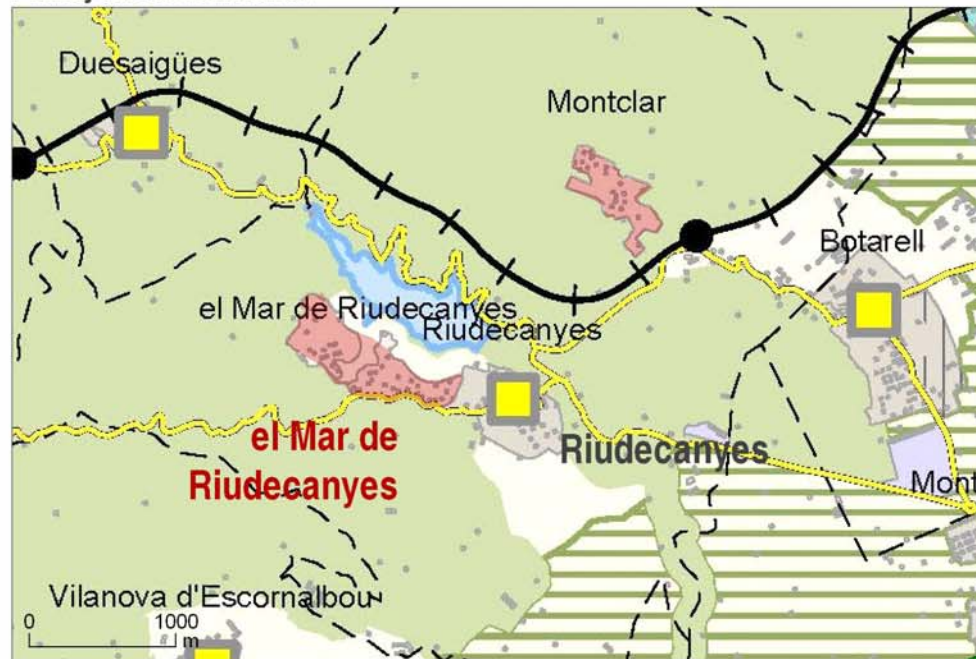 Duesaigües
Montclar
Botarell
el Mar de Riudecanyes
Riudecanyes
el Mar de
Riudecanyes
Riudecanyes
Mont
Vilanova d'Escornalbou
0 1000
m